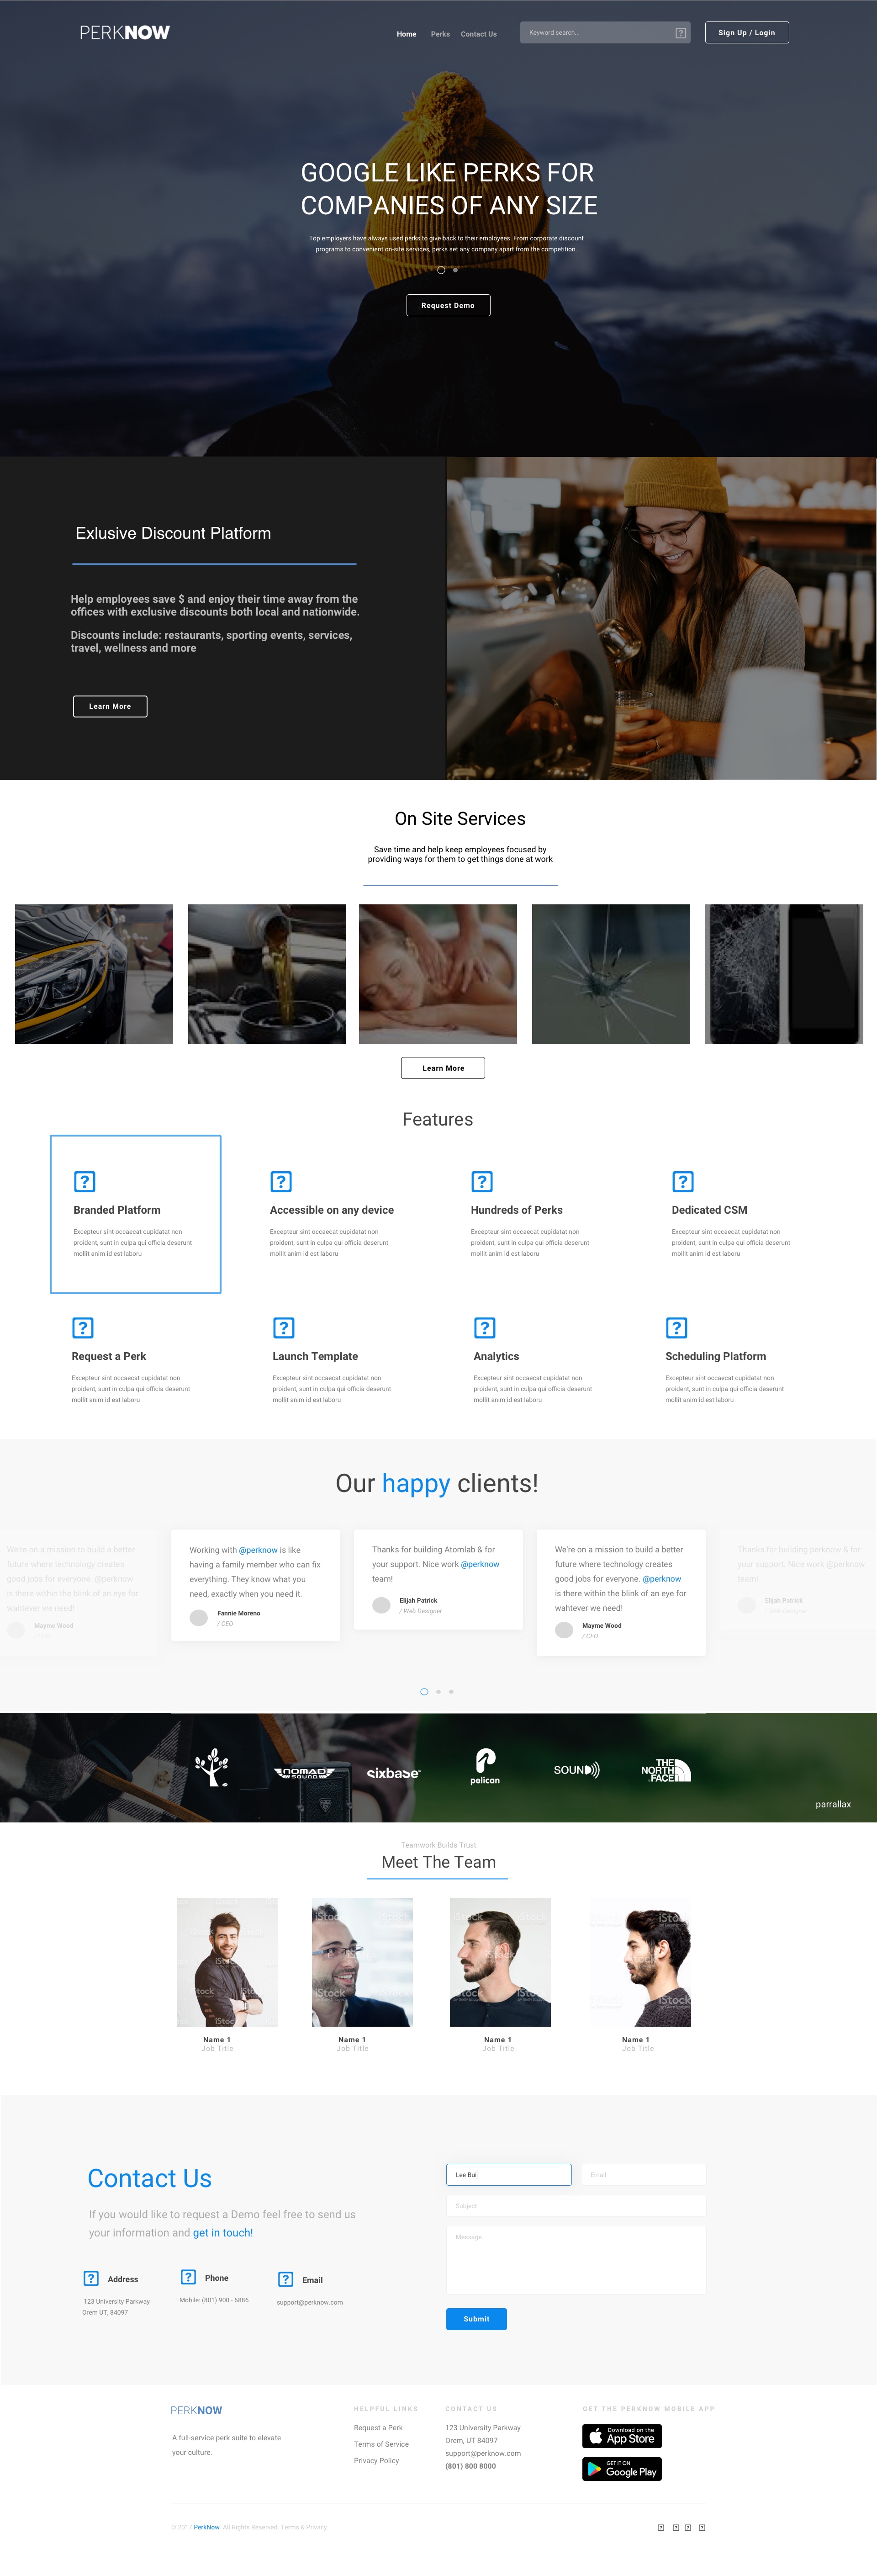 PERKNOW
Home Perks Contact Us
Keyword search...
Sign Up / Login
GOOGLE LIKE PERKS FOR
COMPANIES OF ANY SIZE
Top employers have always used perks to give back to their employees. From corporate discount
programs to convenient on-site services, perks set any company apart from the competition.
Request Demo
Exlusive Discount Platform
Help employees save $ and enjoy their time away from the
offices with exclusive discounts both local and nationwide.
Discounts include: restaurants, sporting events, services,
travel, wellness and more
Learn More
On Site Services
Save time and help keep employees focused by
providing ways for them to get things done at work
Learn More
Features
Branded Platform
Excepteur sint occaecat cupidatat non
proident, sunt in culpa qui officia deserunt
mollit anim id est laboru
Accessible on any device
Excepteur sint occaecat cupidatat non
proident, sunt in culpa qui officia deserunt
mollit anim id est laboru
Hundreds of Perks
Excepteur sint occaecat cupidatat non
proident, sunt in culpa qui officia deserunt
mollit anim id est laboru
Dedicated CSM
Excepteur sint occaecat cupidatat non
proident, sunt in culpa qui officia deserunt
mollit anim id est laboru
Request a Perk
Excepteur sint occaecat cupidatat non
proident, sunt in culpa qui officia deserunt
mollit anim id est laboru
Launch Template
Excepteur sint occaecat cupidatat non
proident, sunt in culpa qui officia deserunt
mollit anim id est laboru
Analytics
Excepteur sint occaecat cupidatat non
proident, sunt in culpa qui officia deserunt
mollit anim id est laboru
Scheduling Platform
Excepteur sint occaecat cupidatat non
proident, sunt in culpa qui officia deserunt
mollit anim id est laboru
Our happy clients!
We're on a mission to build a better
future where technology creates
good jobs for everyone. @perknow
is there within the blink of an eye for
wahtever we need!
Mayme Wood
/ CEO
Working with @perknow is like
having a family member who can fix
everything. They know what you
need, exactly when you need it.
Fannie Moreno
/ CEO
Thanks for building Atomlab & for
your support. Nice work @perknow
team!
Elijah Patrick
/ Web Designer
We're on a mission to build a better
future where technology creates
good jobs for everyone. @perknow
is there within the blink of an eye for
wahtever we need!
Mayme Wood
/ CEO
Thanks for building perknow & for
your support. Nice work @perknow
team!
Elijah Patrick
/ Web Designer
NOMAD
SOUND
sixbase™
pelican
SOUND
THE
NORTH
FACE
parrallax
Teamwork Builds Trust
Meet The Team
iStock
iStock
iStock
iStock
Name 1
Job Title
Name 1
Job Title
Name 1
Job Title
Name 1
Job Title
Contact Us
If you would like to request a Demo feel free to send us
your information and get in touch!
Address
123 University Parkway
Orem UT, 84097
Phone
Mobile: (801) 900 - 6886
Email
support@perknow.com
Lee Bui
Email
Subject
Message
Submit
PERKNOW
A full-service perk suite to elevate
your culture.
HELPFUL LINKS
Request a Perk
Terms of Service
Privacy Policy
CONTACT US
123 University Parkway
Orem, UT 84097
support@perknow.com
(801) 800 8000
GET THE PERKNOW MOBILE APP
Download on the
App Store
GET IT ON
Google Play
© 2017 PerkNow. All Rights Reserved. Terms & Privacy